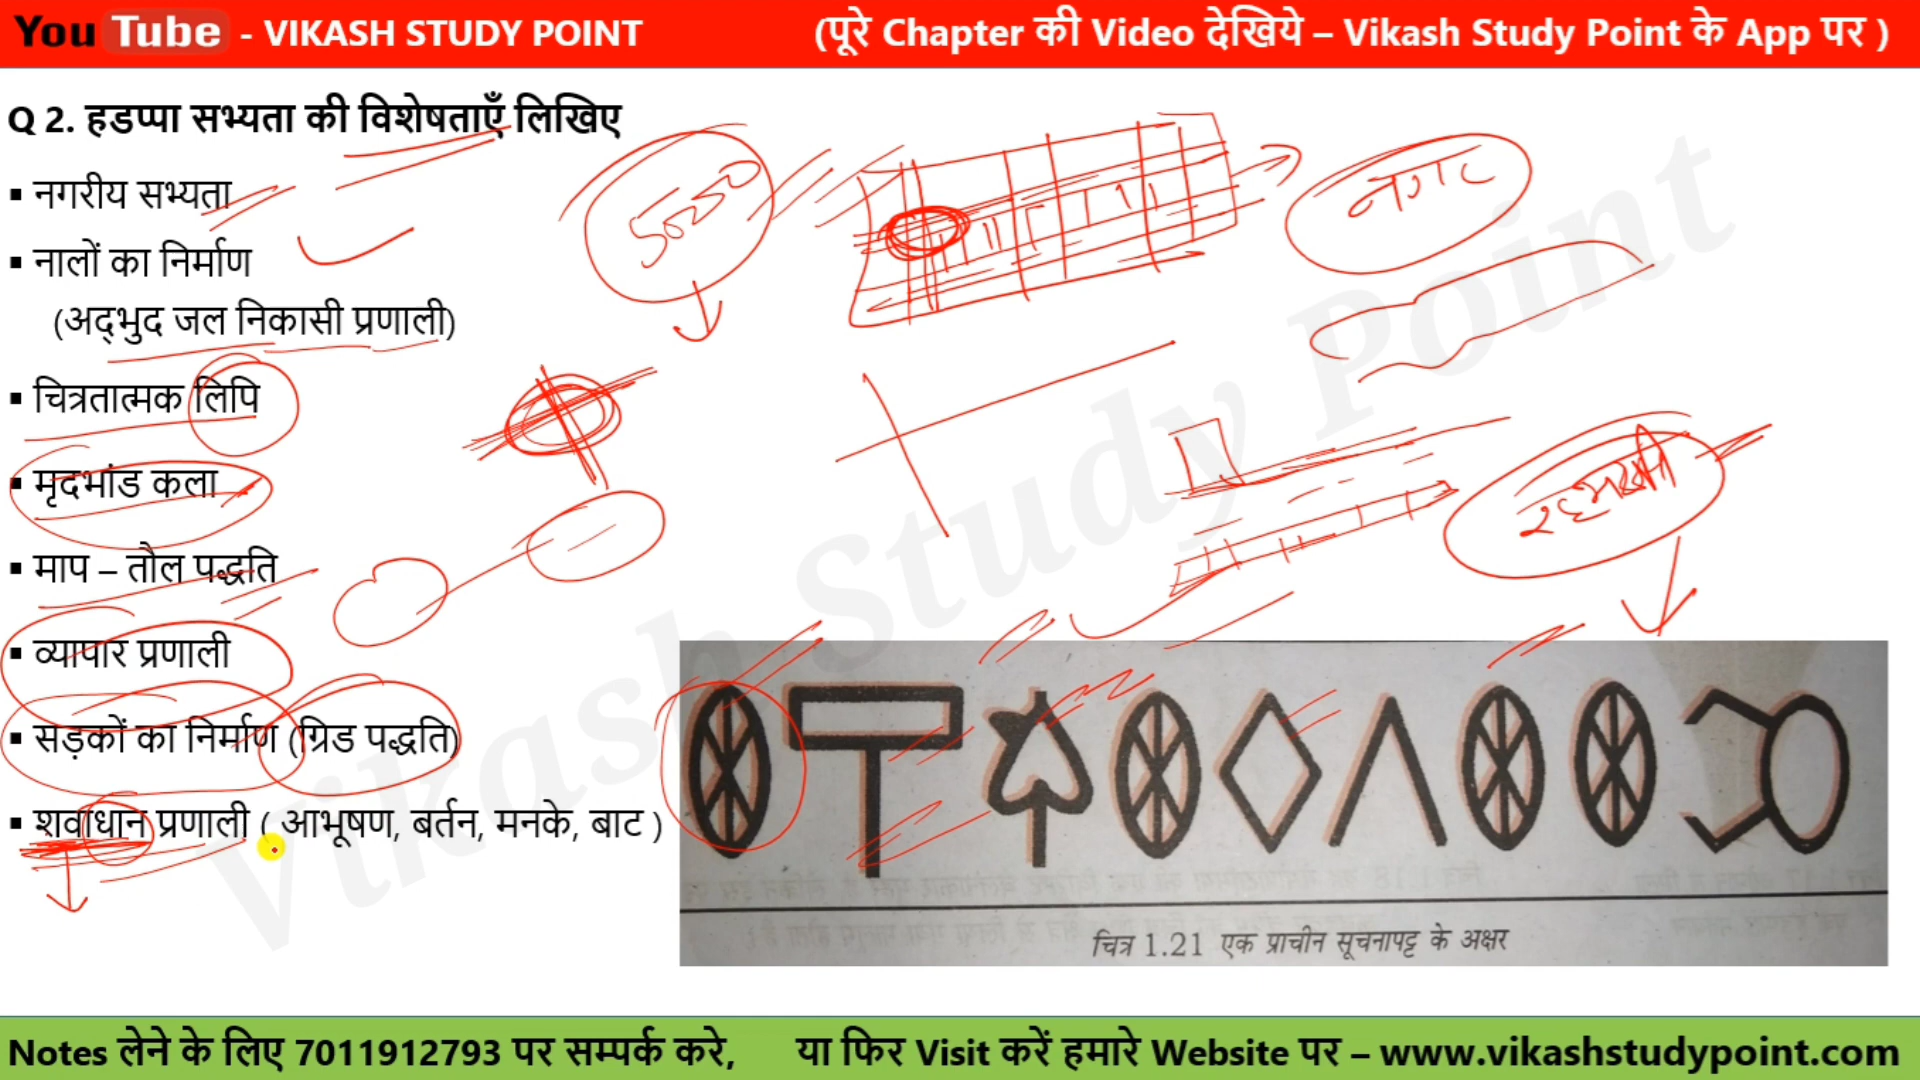 You Tube - VIKASH STUDY POINT (पूरे Chapter की Video देखिये – Vikash Study Point के App पर )
Q 2. हडप्पा सभ्यता की विशेषताएँ लिखिए
▪ नगरीय सभ्यता
▪ नालों का निर्माण
(अद्भुद जल निकासी प्रणाली)
▪ चित्रतात्मक लिपि
▪ मृदभांड कला
▪ माप – तौल पद्धति
▪ व्यापार प्रणाली
▪ सड़कों का निर्माण (ग्रिड पद्धति)
▪ शवाधान प्रणाली ( आभूषण, बर्तन, मनके, बाट )
नगर
Vikash Study Point
चित्र 1.21 एक प्राचीन सूचनापट्ट के अक्षर
Notes लेने के लिए 7011912793 पर सम्पर्क करे, या फिर Visit करें हमारे Website पर – www.vikashstudypoint.com